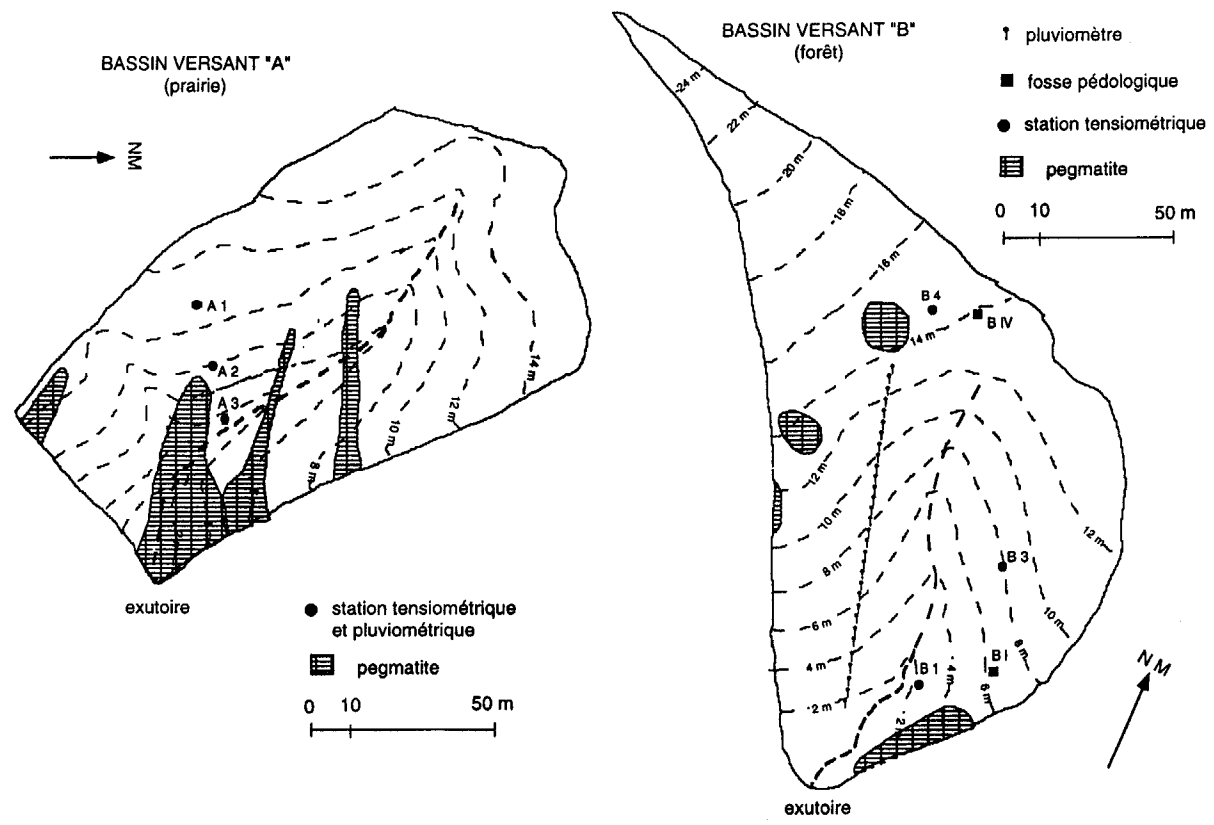 BASSIN VERSANT "A"
(prairie)
NM
A 1
A 2
A 3
14 m
12 m
10 m
8 m
exutoire
station tensiométrique
et pluviométrique
pegmatite
0 10 50 m
BASSIN VERSANT "B"
(forêt)
pluviomètre
fosse pédologique
station tensiométrique
pegmatite
0 10 50 m
24 m
22 m
20 m
18 m
16 m
B 4
B IV
14 m
12 m
10 m
8 m
6 m
4 m
2 m
12 m
B 3
10 m
8 m
B I
6 m
4 m
B 1
2
NM
exutoire